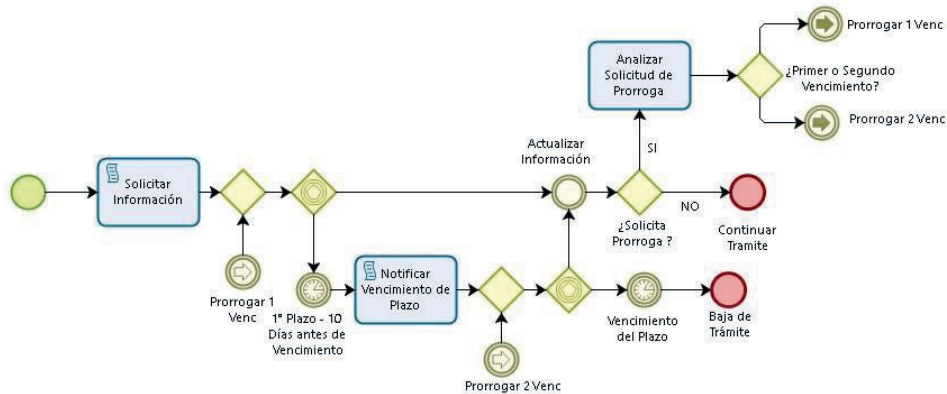 Prorrogar 1 Venc
Analizar
Solicitud de
Prorroga
¿Primer o Segundo
Vencimiento?
Prorrogar 2 Venc
Actualizar
Información
SI
Solicitar
Información
NO
¿Solicita
Prorroga ?
Continuar
Tramite
Prorrogar 1
Venc
1° Plazo - 10
Días antes de
Vencimiento
Notificar
Vencimiento de
Plazo
Vencimiento
del Plazo
Baja de
Trámite
Prorrogar 2 Venc